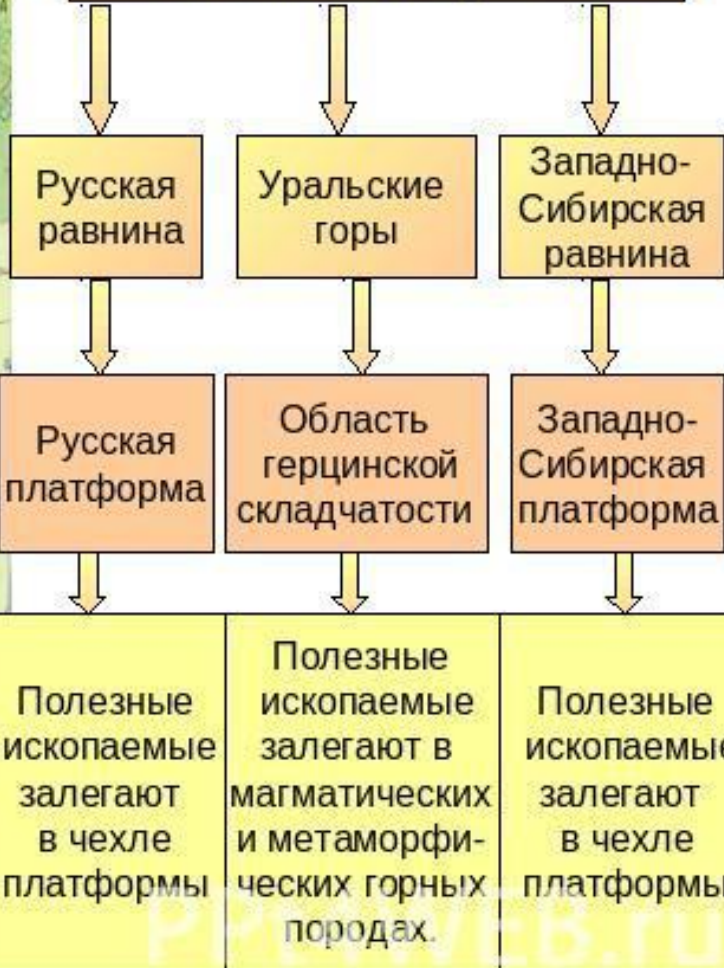 Русская
равнина
Уральские
горы
Западно-
Сибирская
равнина
Русская
платформа
Область
герцинской
складчатости
Западно-
Сибирская
платформа
Полезные
ископаемые
залегают
в чехле
платформы
Полезные
ископаемые
залегают в
магматических
и метаморфи-
ческих горных
породах.
Полезные
ископаемые
залегают
в чехле
платформы